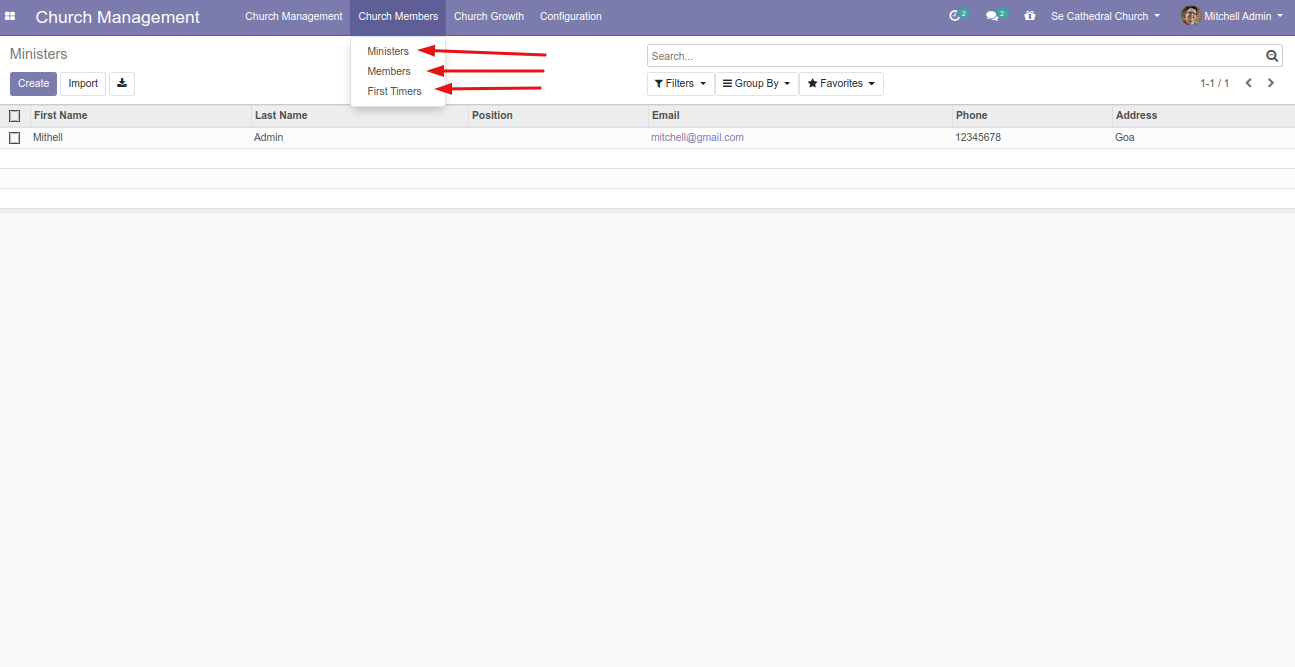 Church Management Church Management Church Members Church Growth Configuration 2 2 Se Cathedral Church Mitchell Admin
Ministers
Search...
Create Import Filters Group By Favorites 1-1 / 1
Ministers
Members
First Timers
First Name Last Name Position Email Phone Address
Mithell Admin mitchell@gmail.com 12345678 Goa